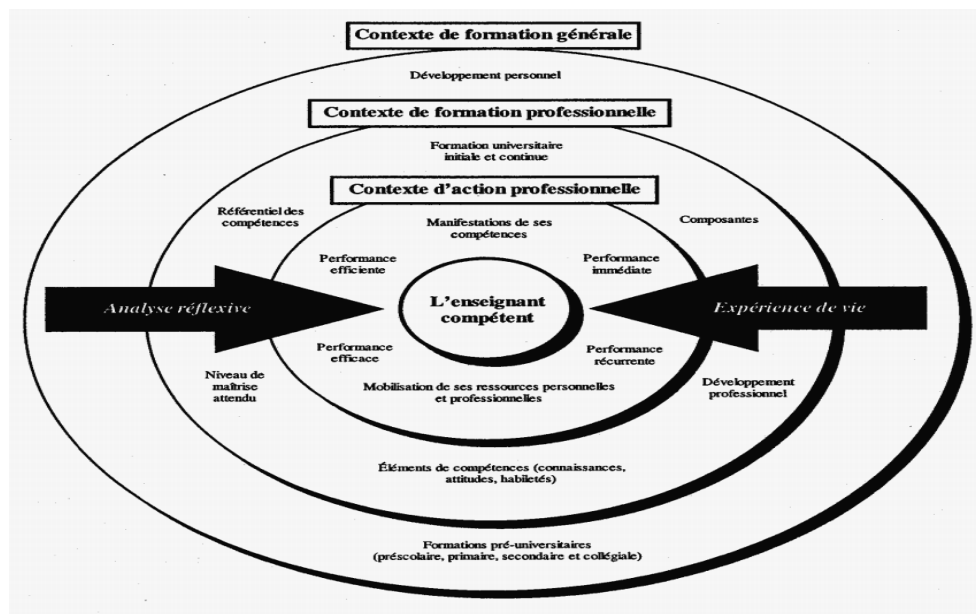 Contexte de formation générale
Développement personnel
Contexte de formation professionnelle
Formation universitaire
initiale et continue
Contexte d'action professionnelle
Référentiel des
compétences
Manifestations de ses
compétences
Composantes
Performance
efficiente
Performance
immédiate
Analyse réflexive
L'enseignant
compétent
Expérience de vie
Performance
efficace
Performance
récurrente
Niveau de
maîtrise
attendu
Mobilisation de ses ressources personnelles
et professionnelles
Développement
professionnel
Éléments de compétences (connaissances,
attitudes, habiletés)
Formations pré-universitaires
(préscolaire, primaire, secondaire et collégiale)